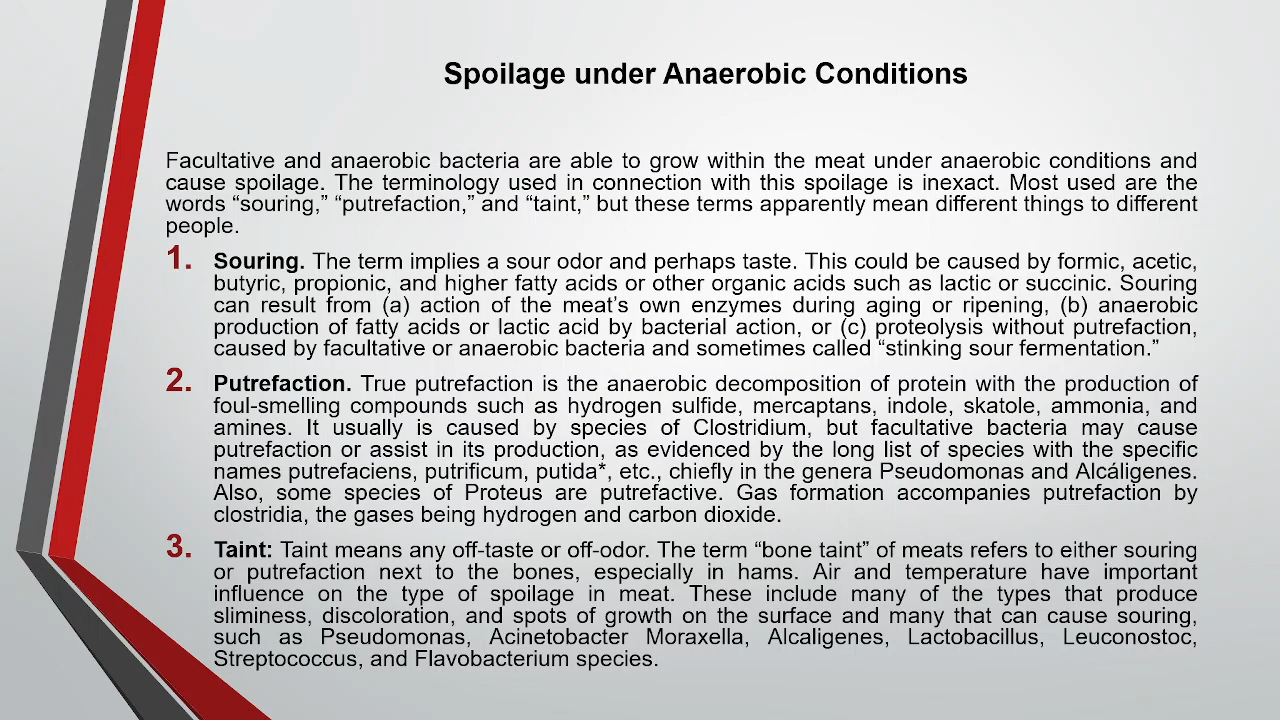 Spoilage under Anaerobic Conditions
Facultative and anaerobic bacteria are able to grow within the meat under anaerobic conditions and
cause spoilage. The terminology used in connection with this spoilage is inexact. Most used are the
words “souring,” “putrefaction,” and “taint,” but these terms apparently mean different things to different
people.
1. Souring. The term implies a sour odor and perhaps taste. This could be caused by formic, acetic,
butyric, propionic, and higher fatty acids or other organic acids such as lactic or succinic. Souring
can result from (a) action of the meat’s own enzymes during aging or ripening, (b) anaerobic
production of fatty acids or lactic acid by bacterial action, or (c) proteolysis without putrefaction,
caused by facultative or anaerobic bacteria and sometimes called “stinking sour fermentation.”
2. Putrefaction. True putrefaction is the anaerobic decomposition of protein with the production of
foul-smelling compounds such as hydrogen sulfide, mercaptans, indole, skatole, ammonia, and
amines. It usually is caused by species of Clostridium, but facultative bacteria may cause
putrefaction or assist in its production, as evidenced by the long list of species with the specific
names putrefaciens, putrificum, putida*, etc., chiefly in the genera Pseudomonas and Alcáligenes.
Also, some species of Proteus are putrefactive. Gas formation accompanies putrefaction by
clostridia, the gases being hydrogen and carbon dioxide.
3. Taint: Taint means any off-taste or off-odor. The term “bone taint” of meats refers to either souring
or putrefaction next to the bones, especially in hams. Air and temperature have important
influence on the type of spoilage in meat. These include many of the types that produce
sliminess, discoloration, and spots of growth on the surface and many that can cause souring,
such as Pseudomonas, Acinetobacter Moraxella, Alcaligenes, Lactobacillus, Leuconostoc,
Streptococcus, and Flavobacterium species.